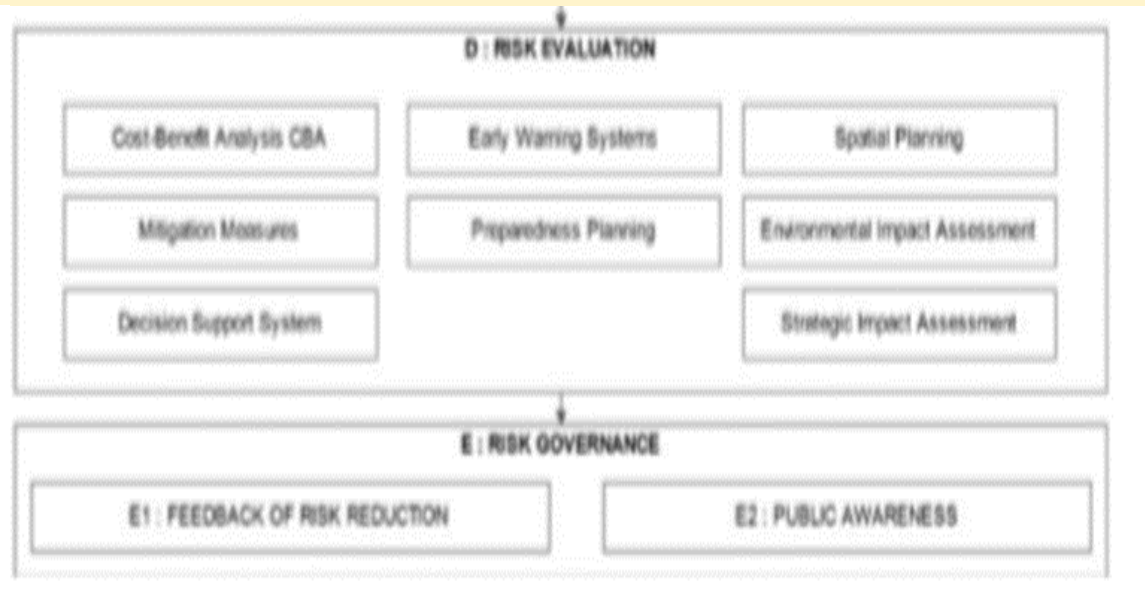 D : RISK EVALUATION
Cost-Benefit Analysis CBA
Early Warning Systems
Spatial Planning
Mitigation Measures
Preparedness Planning
Environmental Impact Assessment
Decision Support System
Strategic Impact Assessment
E : RISK GOVERNANCE
E1 : FEEDBACK OF RISK REDUCTION
E2 : PUBLIC AWARENESS